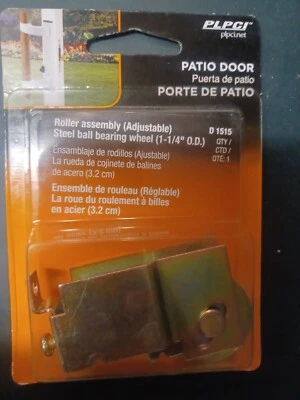 PLPCI
plpci.net
PATIO DOOR
Puerta de patio
PORTE DE PATIO
Roller assembly (Adjustable)
Steel ball bearing wheel (1-1/4" O.D.)
D 1515
QTY /
CTD /
QTÉ: 1
Ensamblaje de rodillos (Ajustable)
La rueda de cojinete de balines
de acero (3.2 cm)
Ensemble de rouleau (Réglable)
La roue du roulement à billes
en acier (3.2 cm)